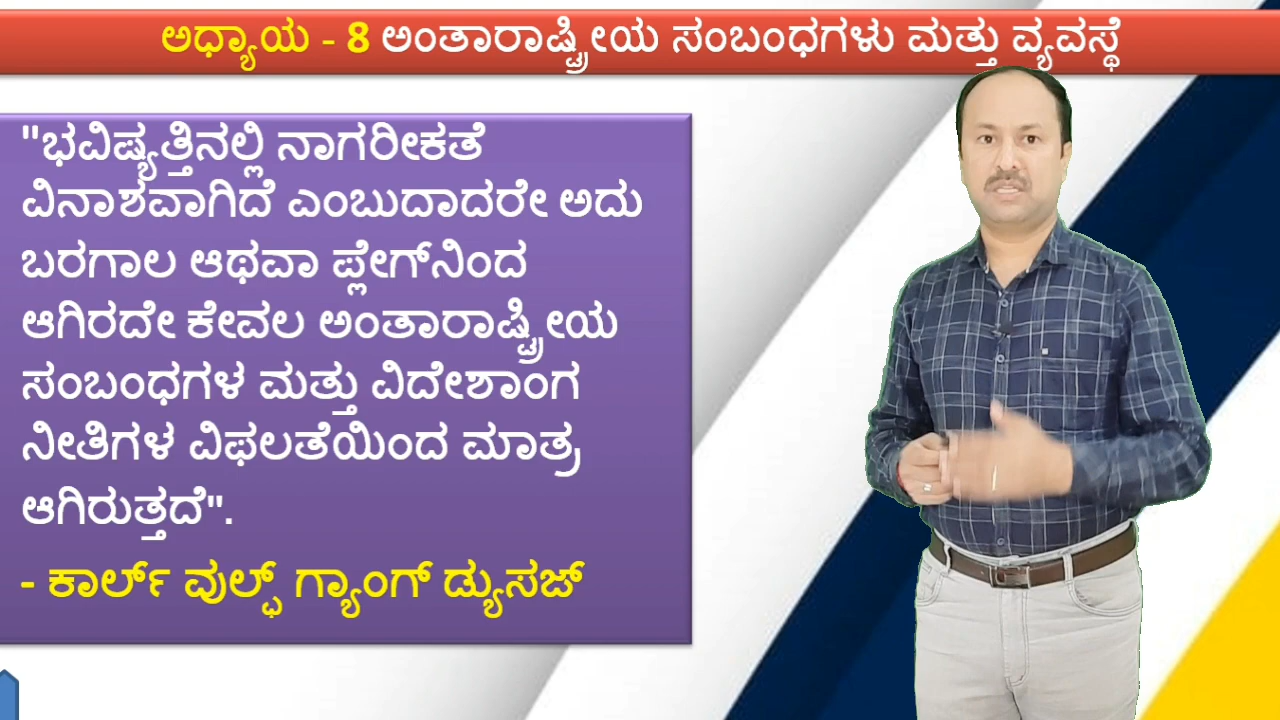 ಅಧ್ಯಾಯ - 8 ಅಂತಾರಾಷ್ಟ್ರೀಯ ಸಂಬಂಧಗಳು ಮತ್ತು ವ್ಯವಸ್ಥೆ
"ಭವಿಷ್ಯತ್ತಿನಲ್ಲಿ ನಾಗರೀಕತೆ
ವಿನಾಶವಾಗಿದೆ ಎಂಬುದಾದರೇ ಅದು
ಬರಗಾಲ ಆಥವಾ ಪ್ಲೇಗ್‌ನಿಂದ
ಆಗಿರದೇ ಕೇವಲ ಅಂತಾರಾಷ್ಟ್ರೀಯ
ಸಂಬಂಧಗಳ ಮತ್ತು ವಿದೇಶಾಂಗ
ನೀತಿಗಳ ವಿಫಲತೆಯಿಂದ ಮಾತ್ರ
ಆಗಿರುತ್ತದೆ".
- ಕಾರ್ಲ್ ವುಲ್ಫ್ ಗ್ಯಾಂಗ್ ಡ್ಯುಸಜ್